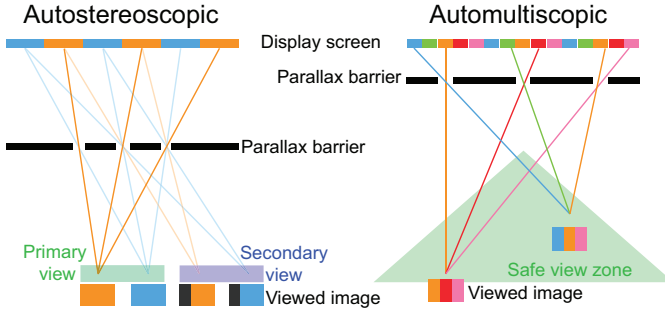 Autostereoscopic
Automultiscopic
Display screen
Parallax barrier
Parallax barrier
Primary
view
Secondary
view
Safe view zone
Viewed image
Viewed image